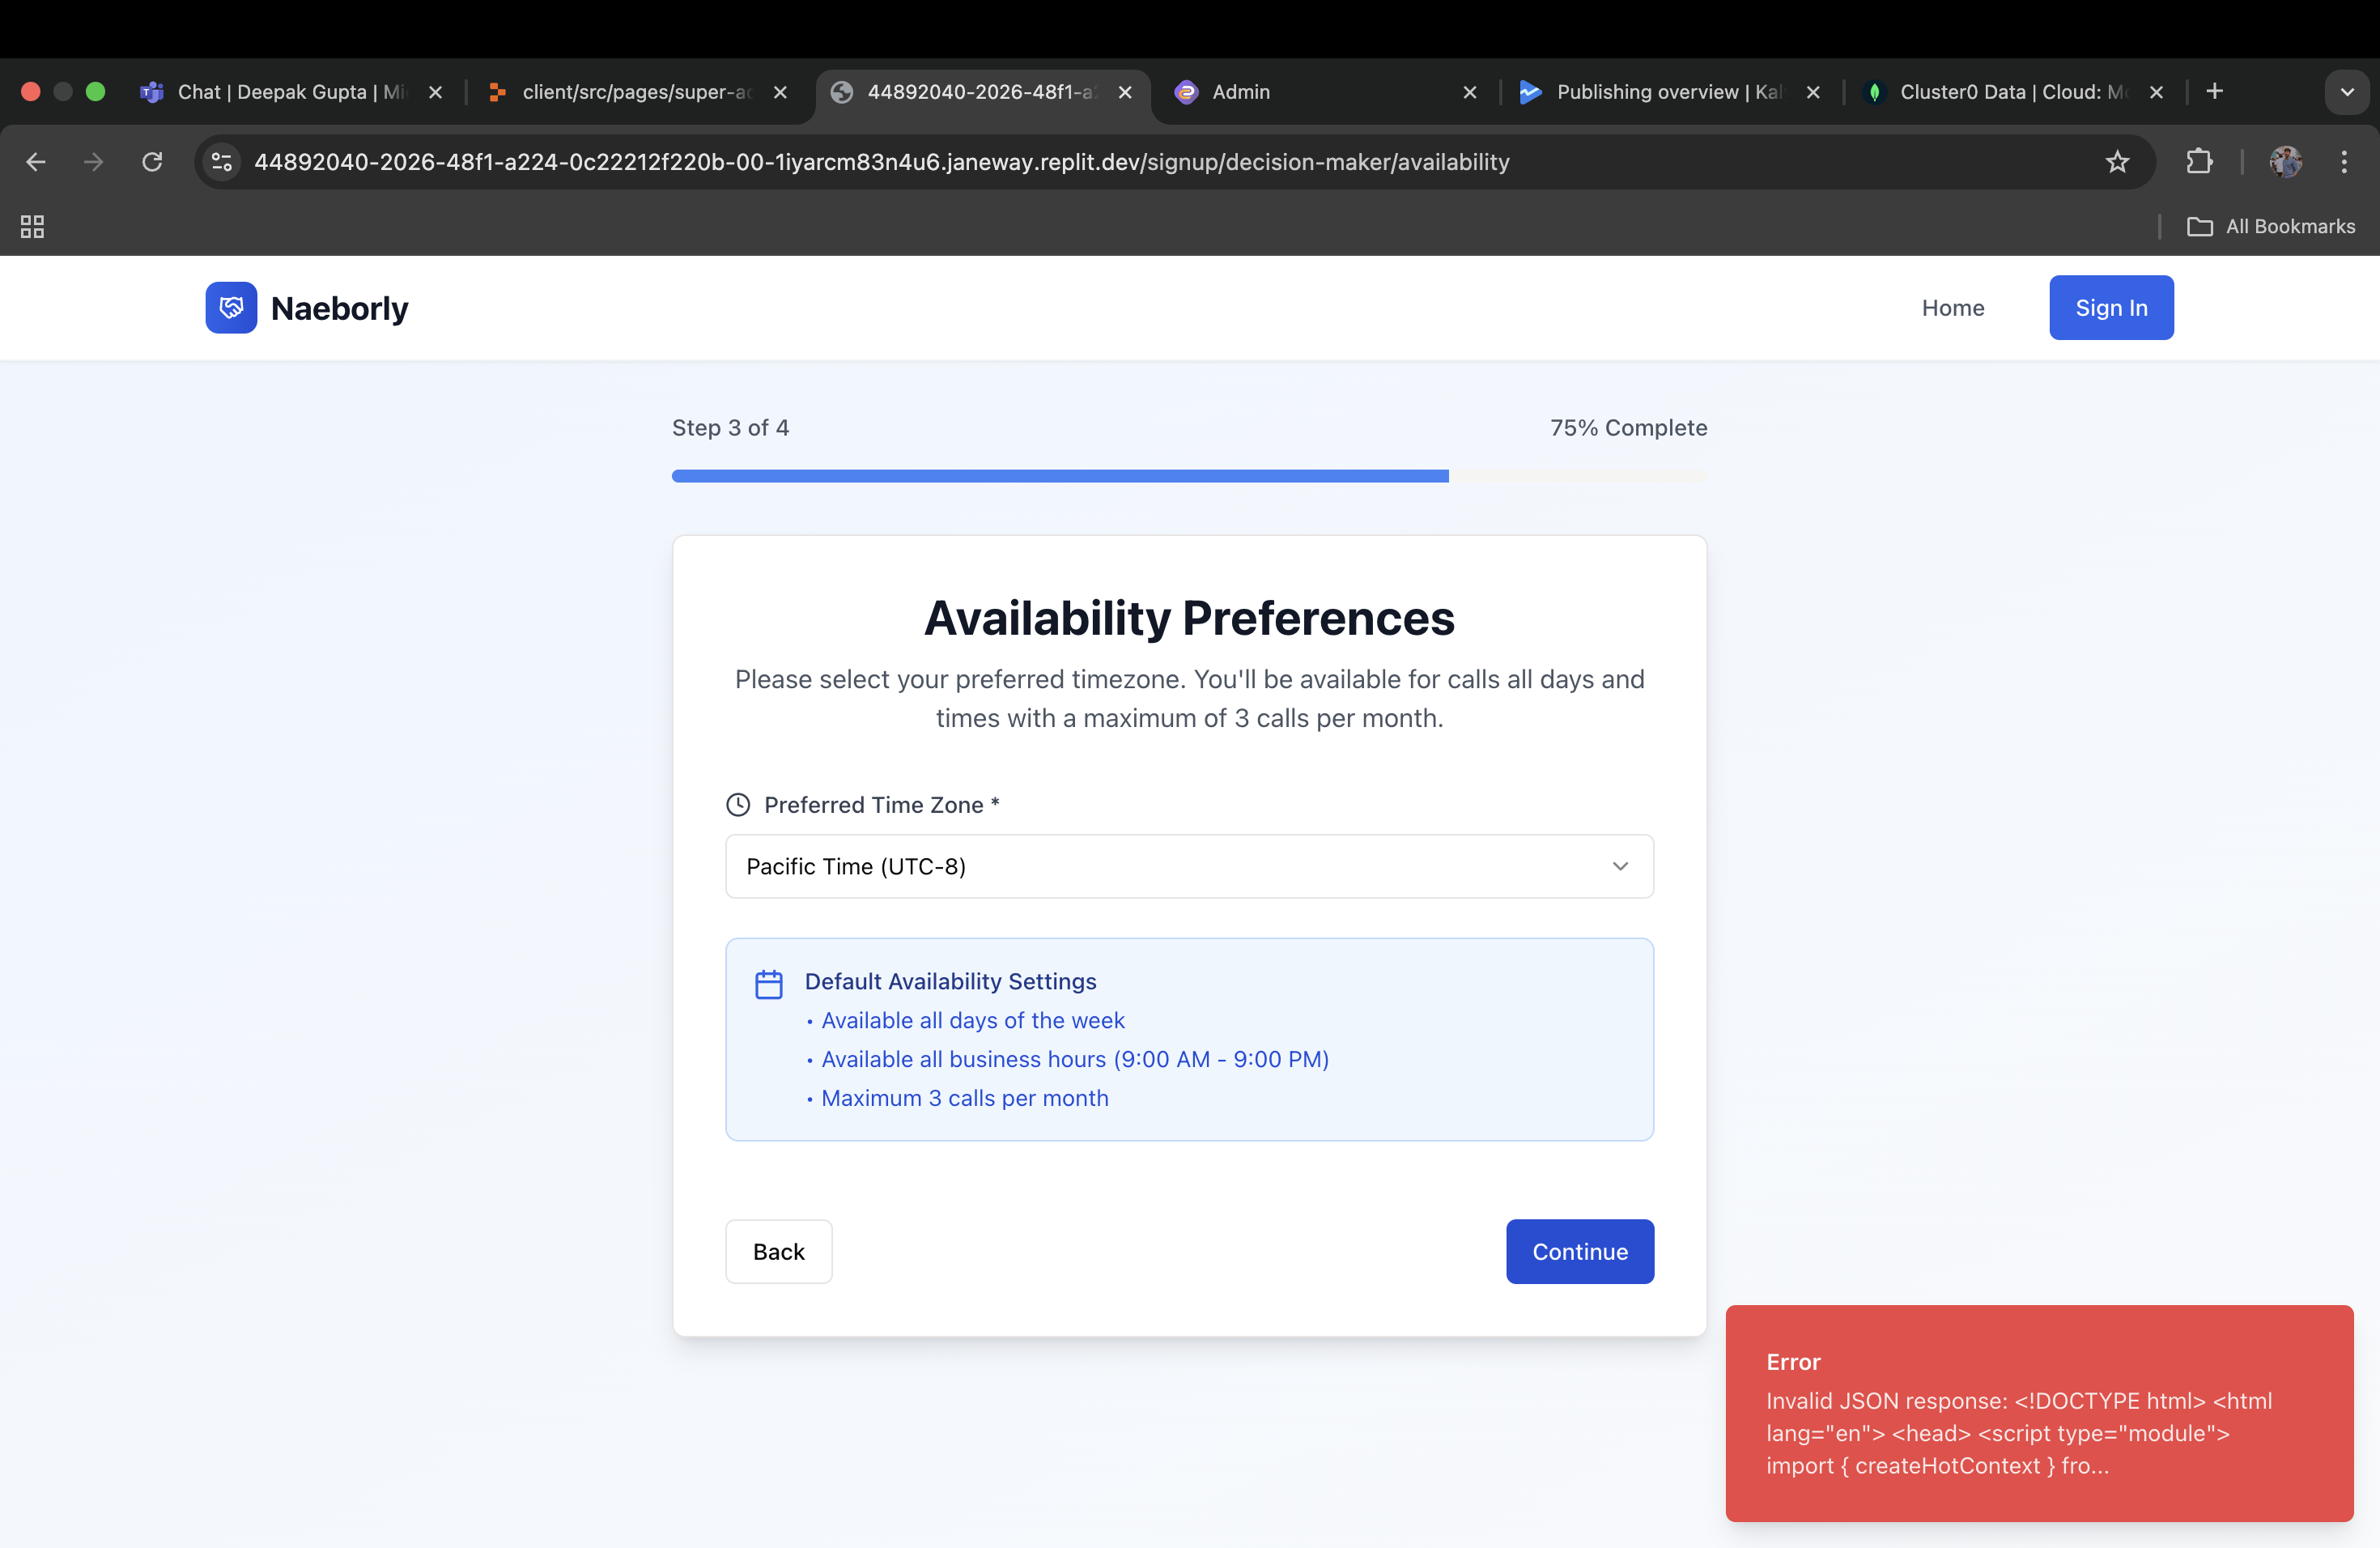 Chat | Deepak Gupta | Mi
client/src/pages/super-ad
44892040-2026-48f1-a2
Admin
Publishing overview | Kal
Cluster0 Data | Cloud: Mo
44892040-2026-48f1-a224-0c22212f220b-00-1iyarcm83n4u6.janeway.replit.dev/signup/decision-maker/availability
All Bookmarks
Naeborly
Home
Sign In
Step 3 of 4
75% Complete
Availability Preferences
Please select your preferred timezone. You'll be available for calls all days and
times with a maximum of 3 calls per month.
Preferred Time Zone *
Pacific Time (UTC-8)
Default Availability Settings
• Available all days of the week
• Available all business hours (9:00 AM - 9:00 PM)
• Maximum 3 calls per month
Back
Continue
Error
Invalid JSON response: <!DOCTYPE html> <html
lang="en"> <head> <script type="module">
import { createHotContext } fro...